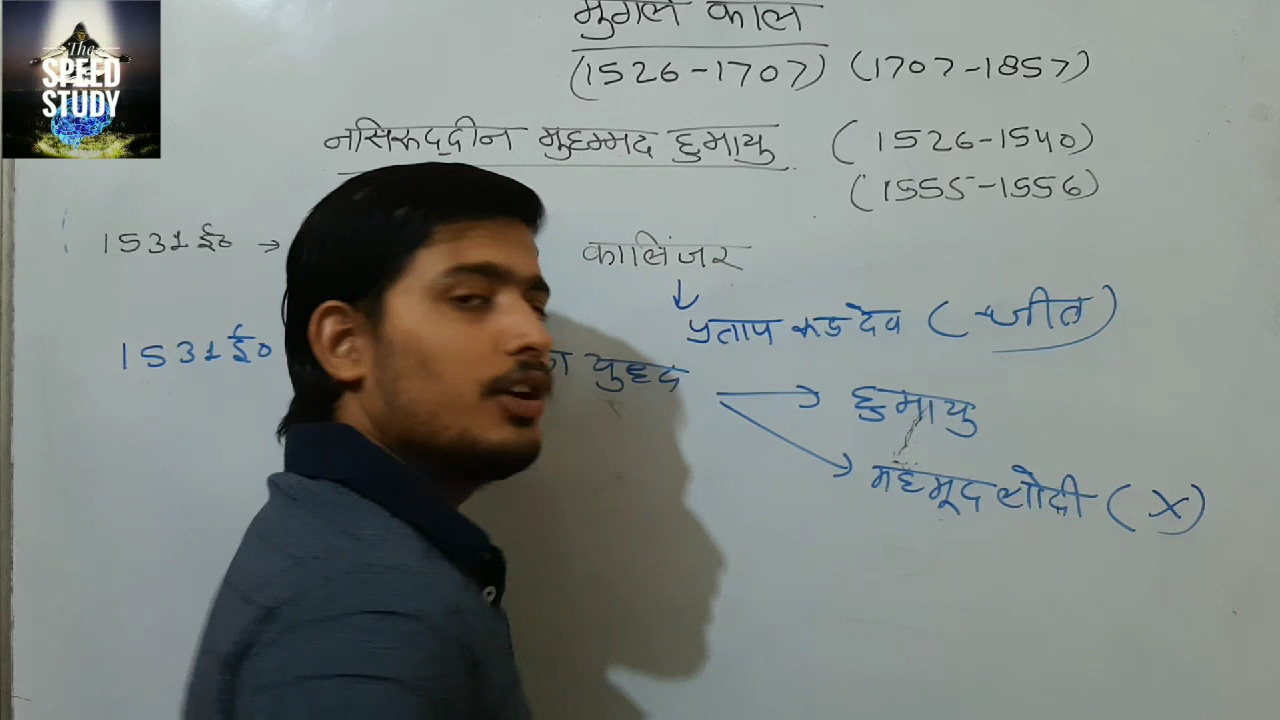 The
SPEED
STUDY
मुगल काल
(1526-1707) (1707-1857)
नसिरुद्दीन मुहम्मद हुमायु (1526-1540)
(1555-1556)
1531 ई० → कालिंजर
↓
प्रताप रुद्र देव (जीत)
1531 ई० युद्ध → हुमायु
→ महमूद लोदी (X)